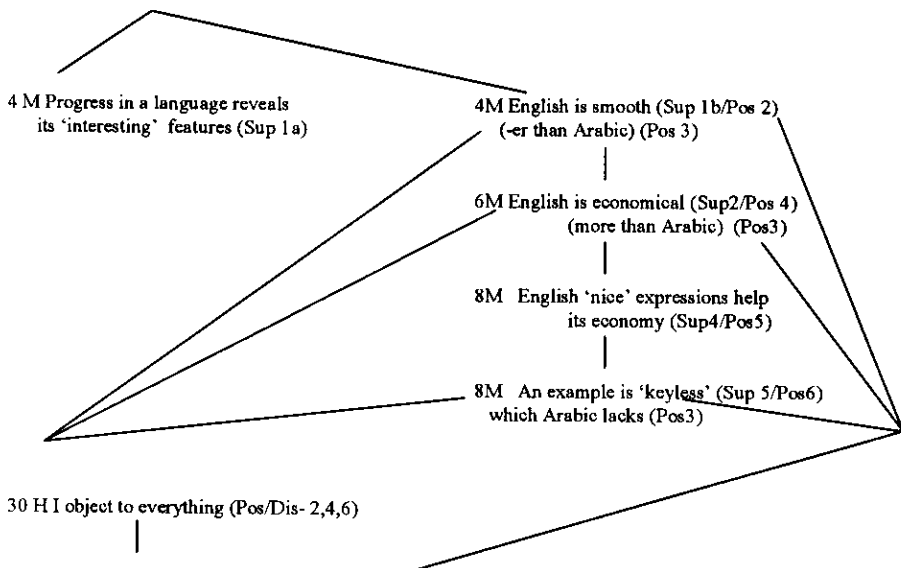 4 M Progress in a language reveals
its 'interesting' features (Sup 1a)
4M English is smooth (Sup 1b/Pos 2)
(-er than Arabic) (Pos 3)
6M English is economical (Sup2/Pos 4)
(more than Arabic) (Pos3)
8M English 'nice' expressions help
its economy (Sup4/Pos5)
8M An example is 'keyless' (Sup 5/Pos6)
which Arabic lacks (Pos3)
30 H I object to everything (Pos/Dis- 2,4,6)